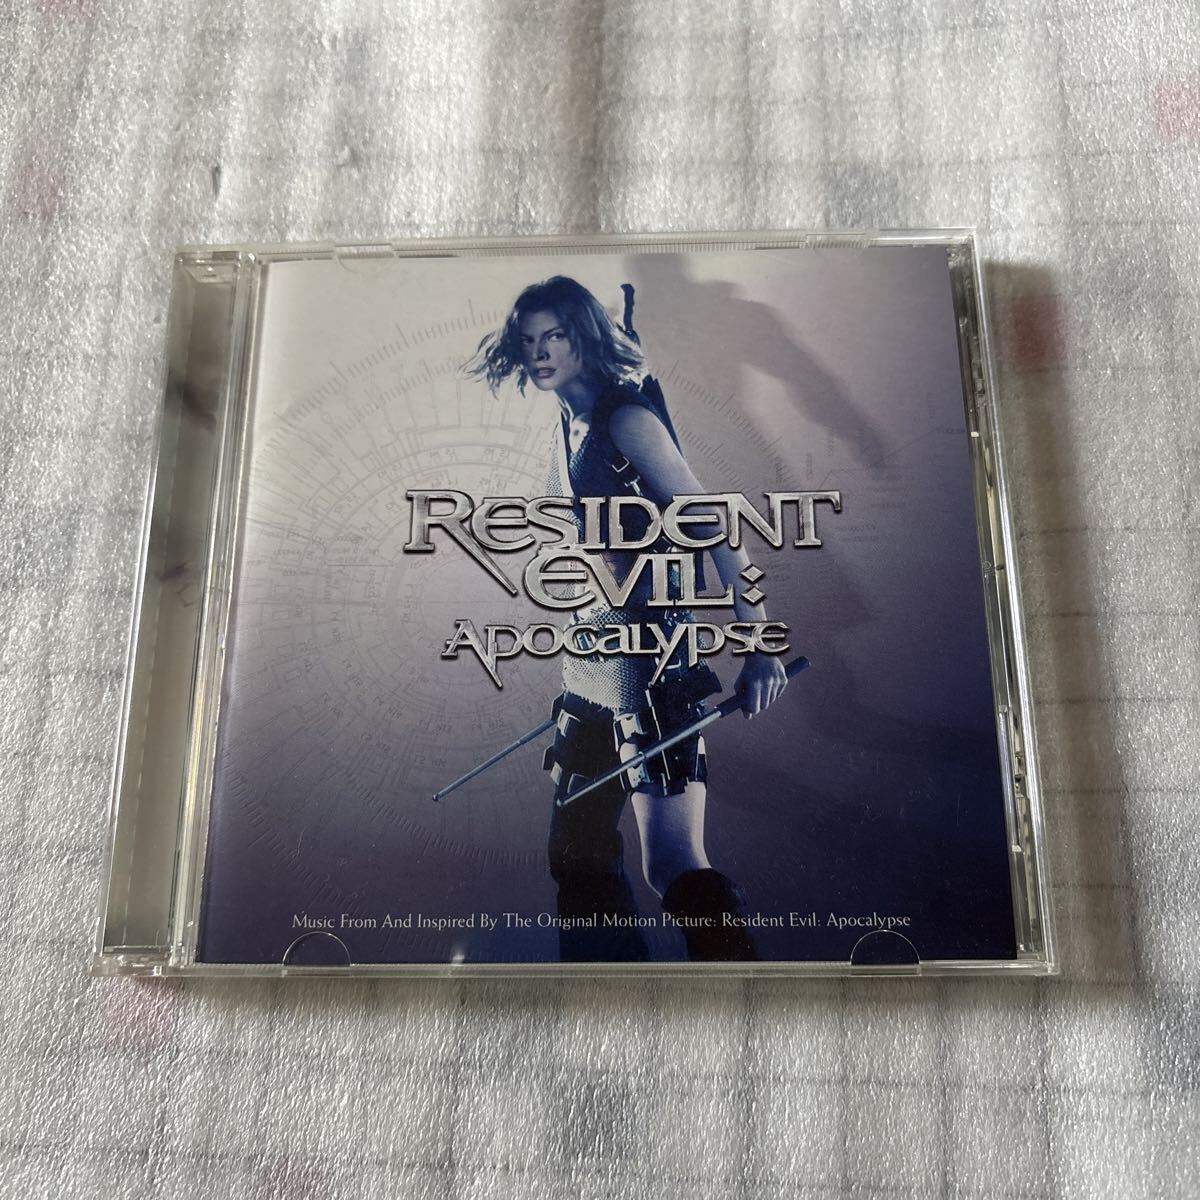 RESIDENT
EVIL:
APOCALYPSE
Music From And Inspired By The Original Motion Picture: Resident Evil: Apocalypse